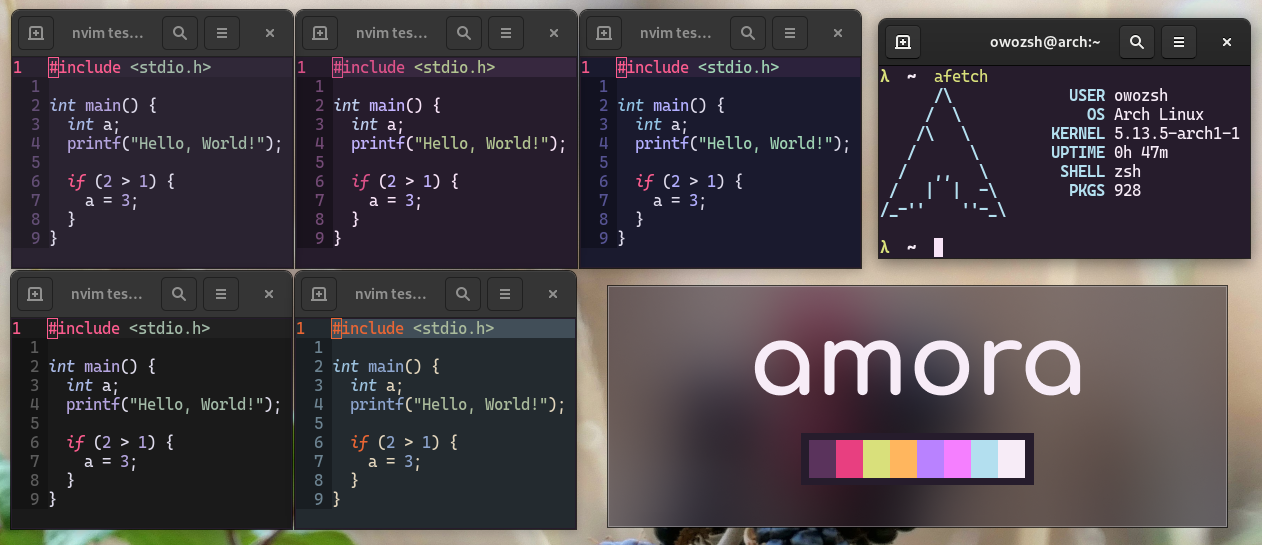 nvim tes...
1 #include <stdio.h>
1
2 int main() {
3   int a;
4   printf("Hello, World!");
5
6   if (2 > 1) {
7     a = 3;
8   }
9 }
nvim tes...
1 #include <stdio.h>
1
2 int main() {
3   int a;
4   printf("Hello, World!");
5
6   if (2 > 1) {
7     a = 3;
8   }
9 }
nvim tes...
1 #include <stdio.h>
1
2 int main() {
3   int a;
4   printf("Hello, World!");
5
6   if (2 > 1) {
7     a = 3;
8   }
9 }
owozsh@arch:~
λ ~ afetch
USER owozsh
OS Arch Linux
KERNEL 5.13.5-arch1-1
UPTIME 0h 47m
SHELL zsh
PKGS 928
λ ~
nvim tes...
1 #include <stdio.h>
1
2 int main() {
3   int a;
4   printf("Hello, World!");
5
6   if (2 > 1) {
7     a = 3;
8   }
9 }
nvim tes...
1 #include <stdio.h>
1
2 int main() {
3   int a;
4   printf("Hello, World!");
5
6   if (2 > 1) {
7     a = 3;
8   }
9 }
amora